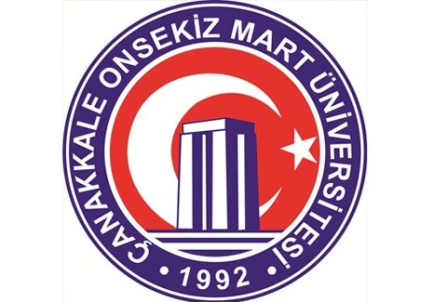 ÇANAKKALE ONSEKİZ MART ÜNİVERSİTESİ
• 1992 •